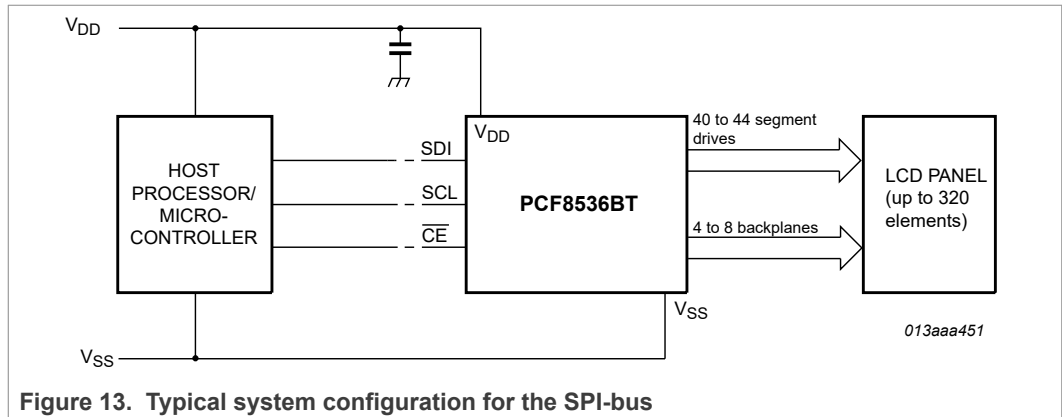 VDD
HOST
PROCESSOR/
MICRO-
CONTROLLER
SDI
SCL
CE
VDD
PCF8536BT
40 to 44 segment
drives
4 to 8 backplanes
LCD PANEL
(up to 320
elements)
VSS
VSS
013aaa451
Figure 13. Typical system configuration for the SPI-bus